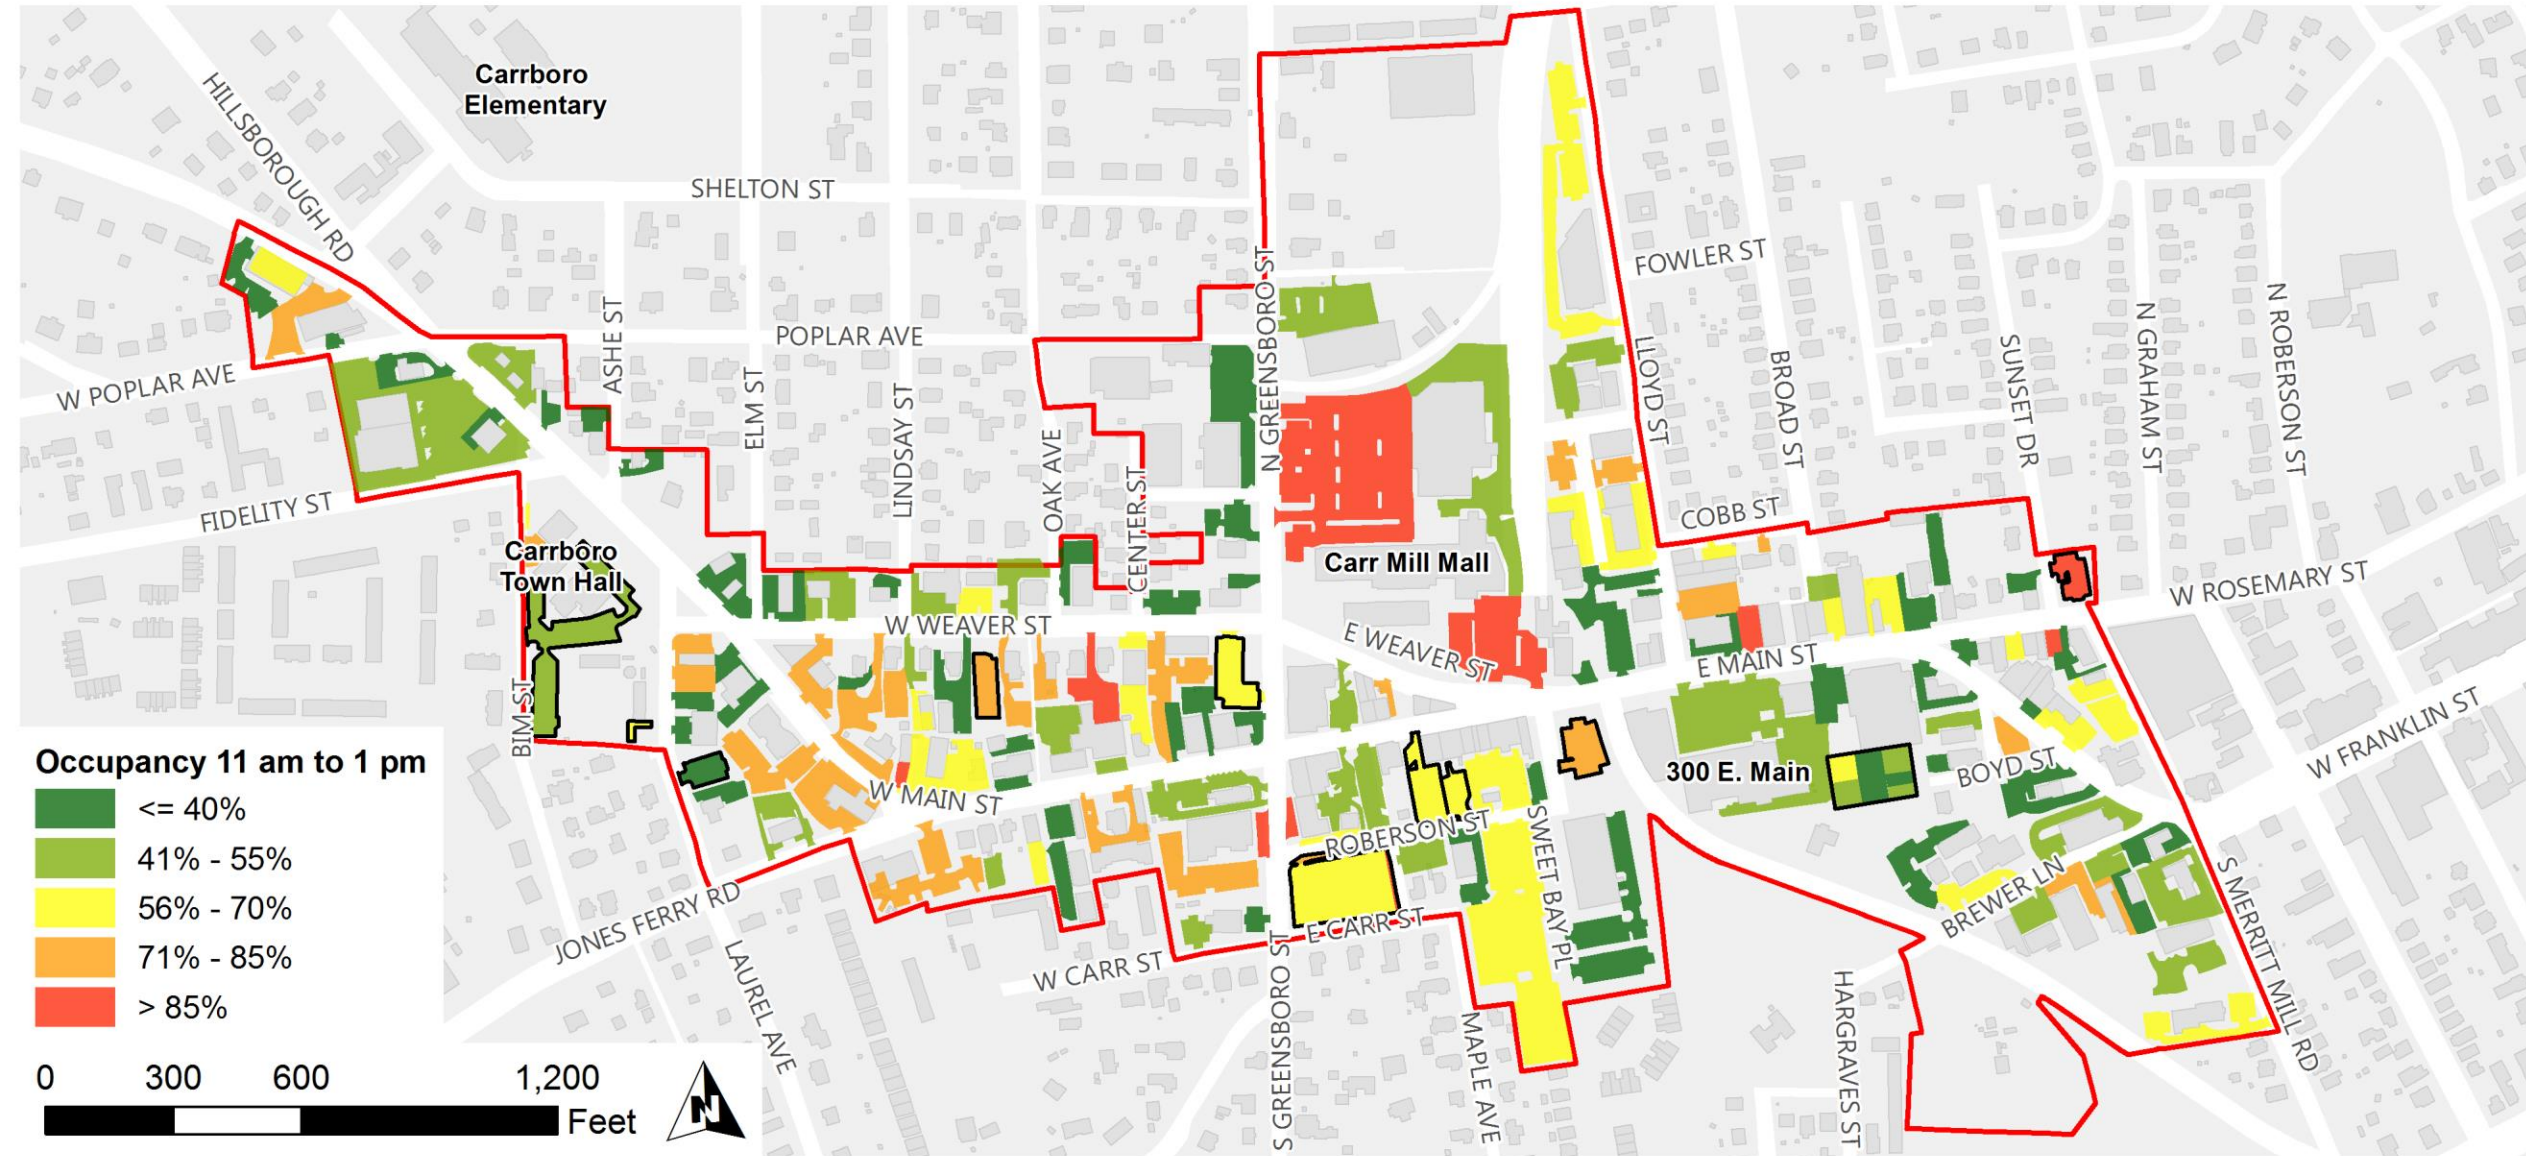 Carrboro
Elementary
HILLSBOROUGH RD
SHELTON ST
FOWLER ST
N GREENSBORO ST
ASHE ST
POPLAR AVE
W POPLAR AVE
ELM ST
LINDSAY ST
OAK AVE
CENTER ST
LLOYD ST
BROAD ST
SUNSET DR
N GRAHAM ST
N ROBERSON ST
FIDELITY ST
COBB ST
Carrboro
Town Hall
Carr Mill Mall
W ROSEMARY ST
W WEAVER ST
E WEAVER ST
E MAIN ST
BIM ST
W FRANKLIN ST
300 E. Main
BOYD ST
W MAIN ST
ROBERSON ST
SWEET BAY PL
JONES FERRY RD
E CARR ST
BREWER LN
S MERRITT MILL RD
W CARR ST
LAUREL AVE
S GREENSBORO ST
MAPLE AVE
HARGRAVES ST
Occupancy 11 am to 1 pm
<= 40%
41% - 55%
56% - 70%
71% - 85%
> 85%
0 300 600 1,200
Feet
N